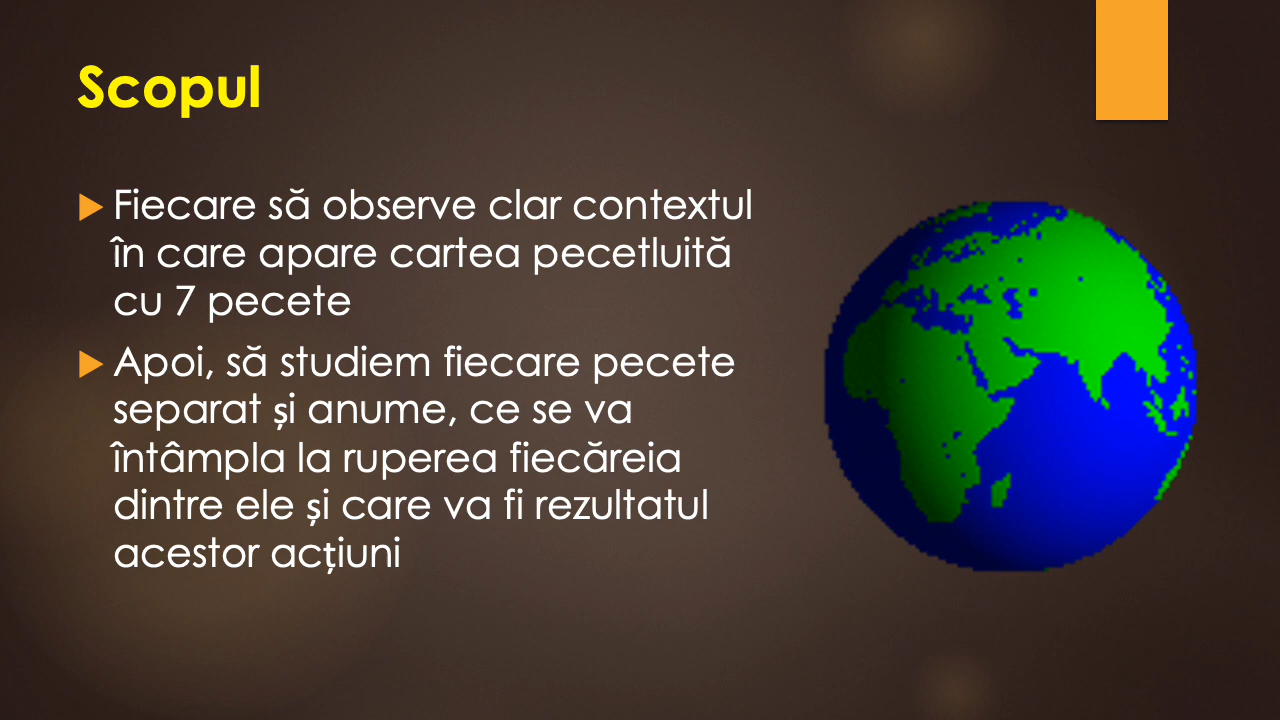 Scopul
Fiecare să observe clar contextul
în care apare cartea pecetluită
cu 7 pecete
Apoi, să studiem fiecare pecete
separat și anume, ce se va
întâmpla la ruperea fiecăreia
dintre ele și care va fi rezultatul
acestor acțiuni